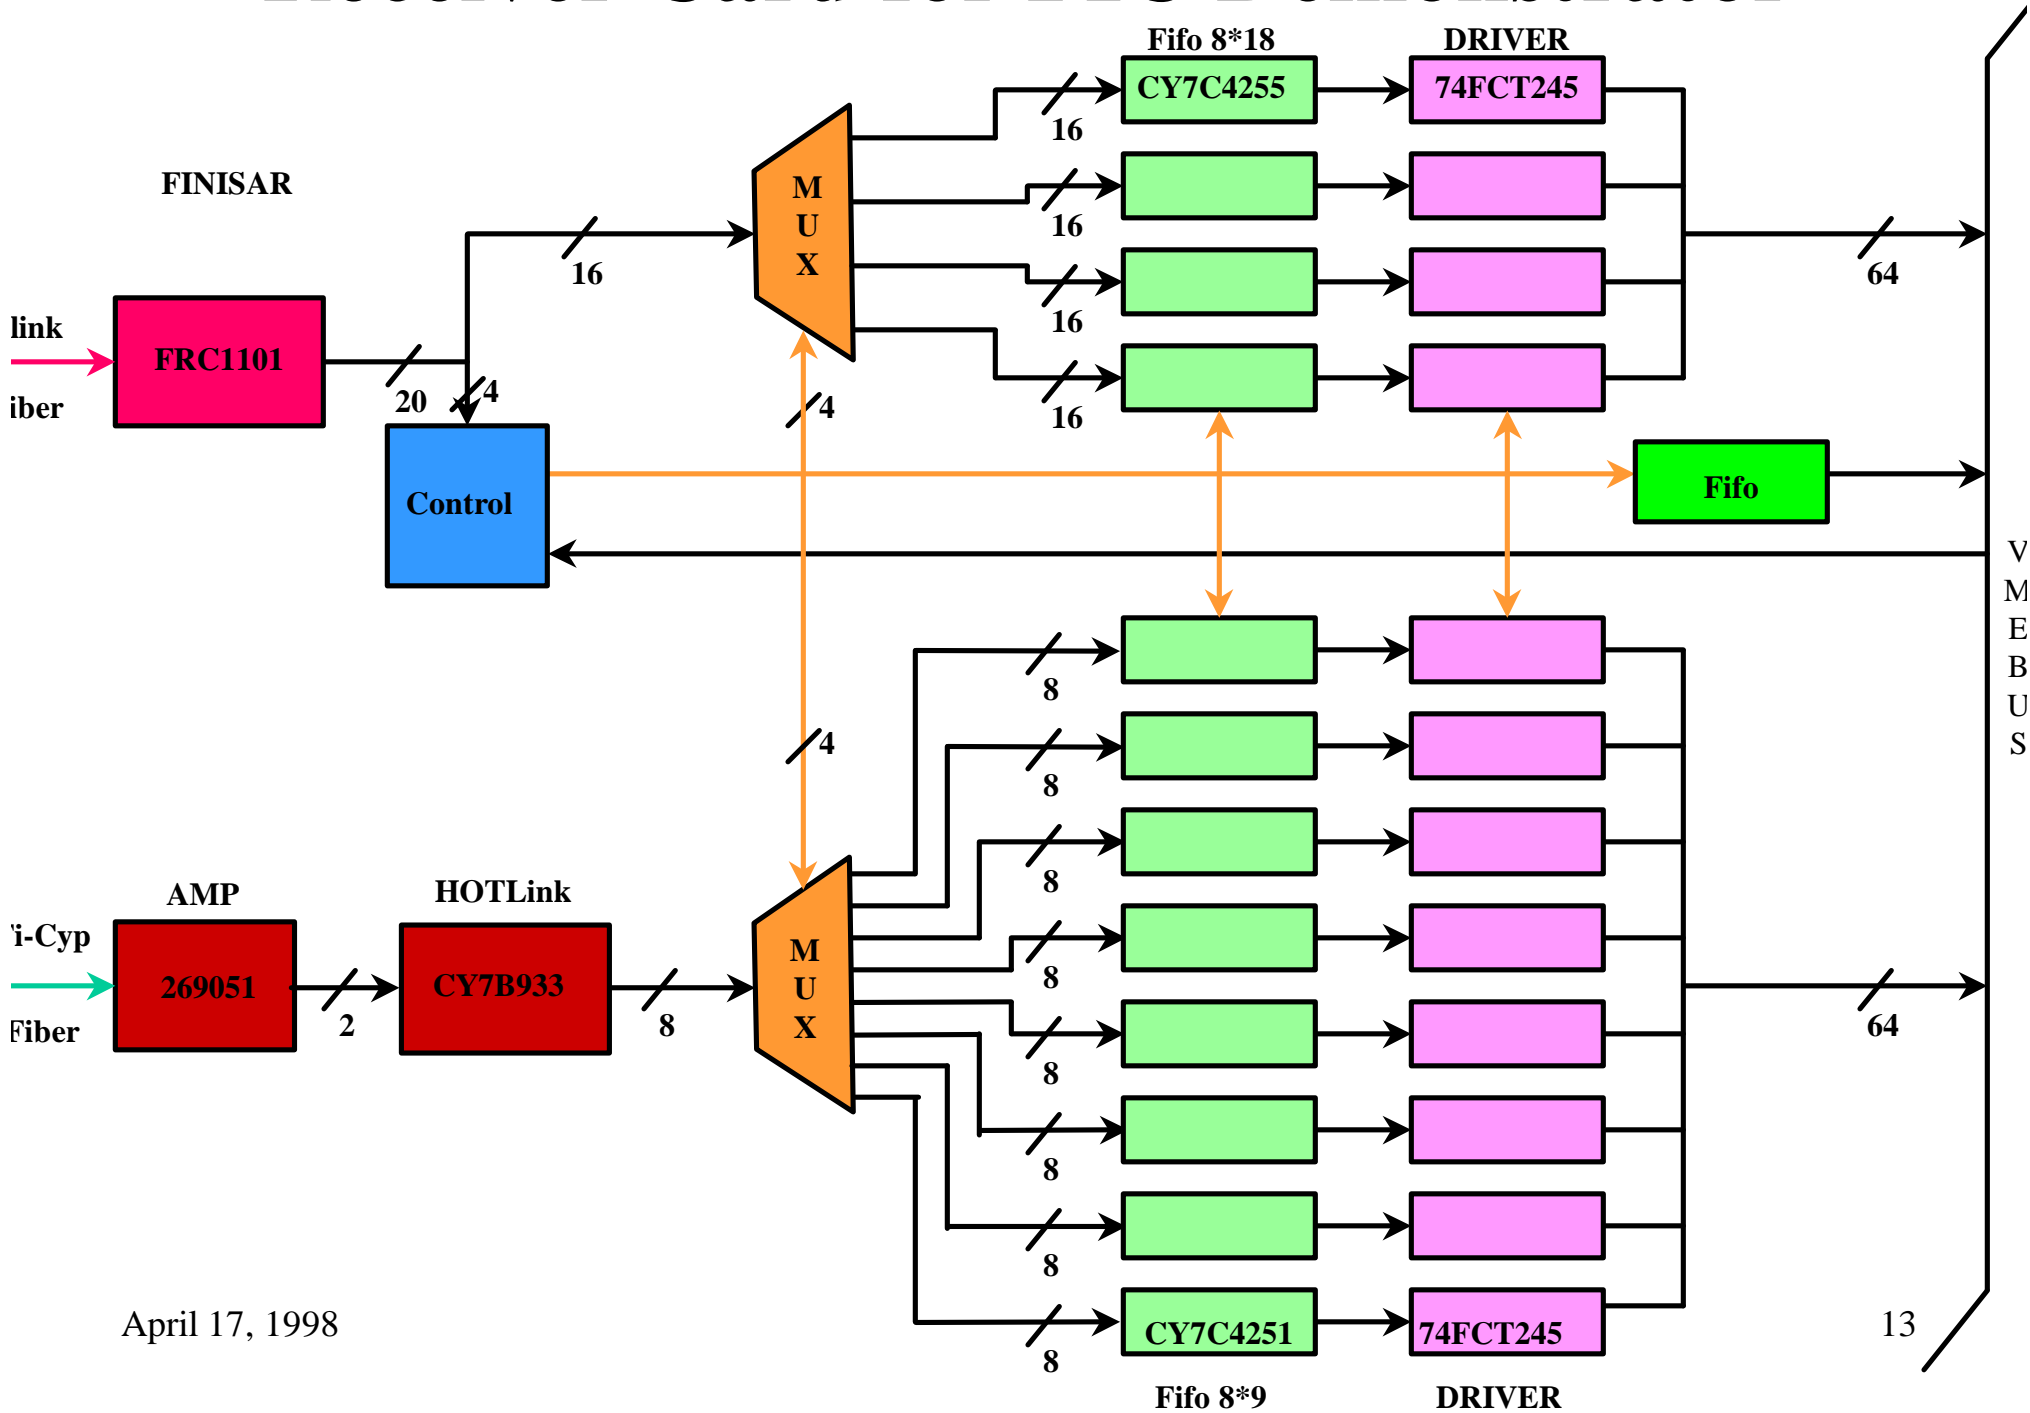 Fifo 8*18
DRIVER
CY7C4255
74FCT245
16
FINISAR
M
U
X
16
16
64
16
link
FRC1101
iber
20
4
4
16
Control
Fifo
V
M
E
B
U
S
8
4
8
8
AMP
HOTLink
i-Cyp
269051
CY7B933
M
U
X
8
Fiber
2
8
64
8
8
8
April 17, 1998
13
CY7C4251
74FCT245
8
Fifo 8*9
DRIVER